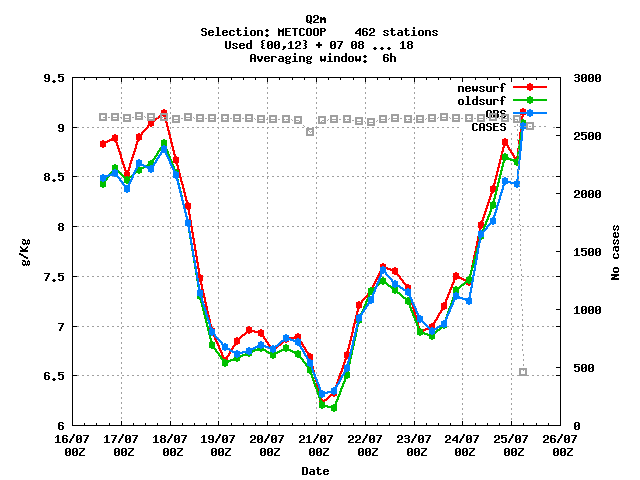 Q2m
Selection: METCOOP    462 stations
Used {00,12} + 07 08 ... 18
Averaging window:  6h
newsurf
oldsurf
OBS
CASES
9.5
9
8.5
8
7.5
7
6.5
6
g/Kg
3000
2500
2000
1500
1000
500
0
No cases
16/07 17/07 18/07 19/07 20/07 21/07 22/07 23/07 24/07 25/07 26/07
00Z 00Z 00Z 00Z 00Z 00Z 00Z 00Z 00Z 00Z 00Z
Date